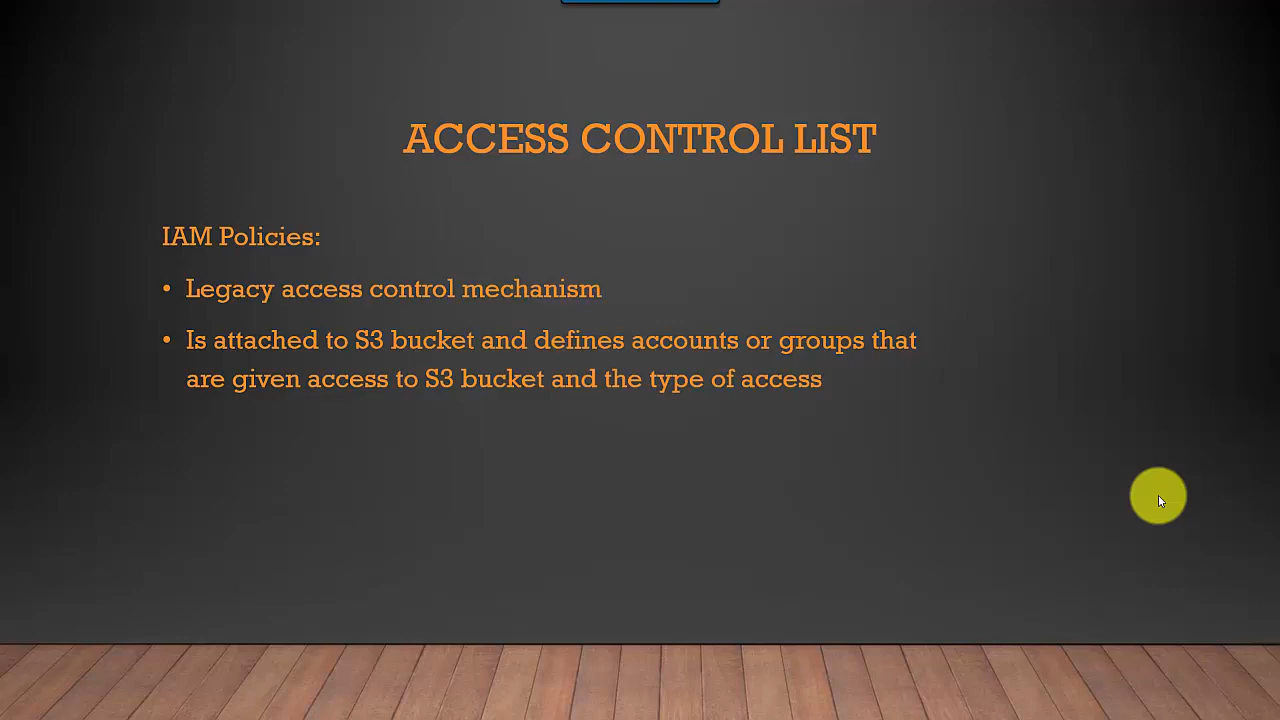 ACCESS CONTROL LIST
IAM Policies:
• Legacy access control mechanism
• Is attached to S3 bucket and defines accounts or groups that
are given access to S3 bucket and the type of access